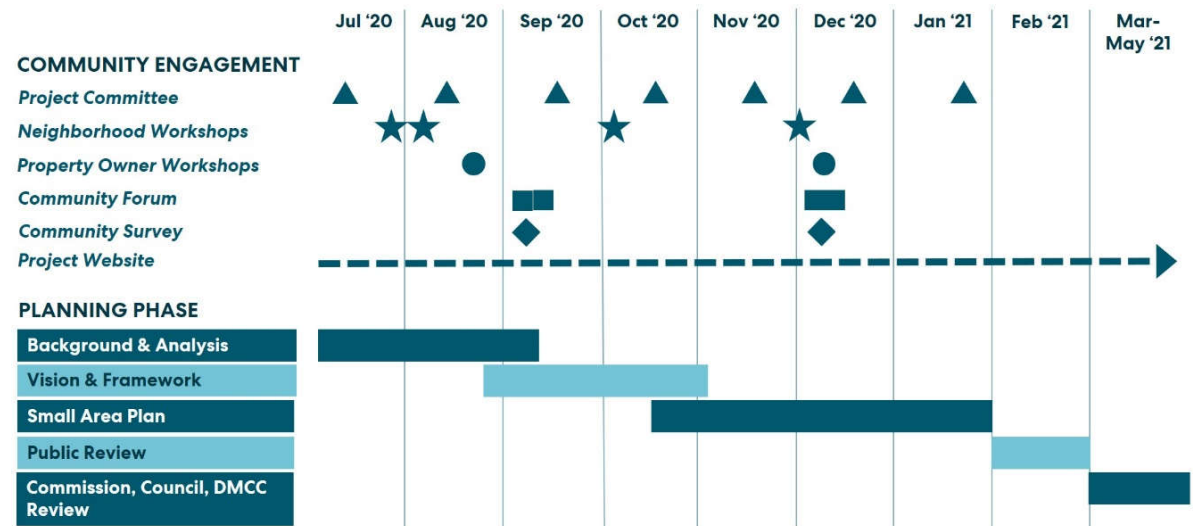 Jul ‘20 Aug ‘20 Sep ‘20 Oct ‘20 Nov ‘20 Dec ‘20 Jan ‘21 Feb ‘21 Mar-
May ‘21
COMMUNITY ENGAGEMENT
Project Committee
Neighborhood Workshops
Property Owner Workshops
Community Forum
Community Survey
Project Website
PLANNING PHASE
Background & Analysis
Vision & Framework
Small Area Plan
Public Review
Commission, Council, DMCC
Review